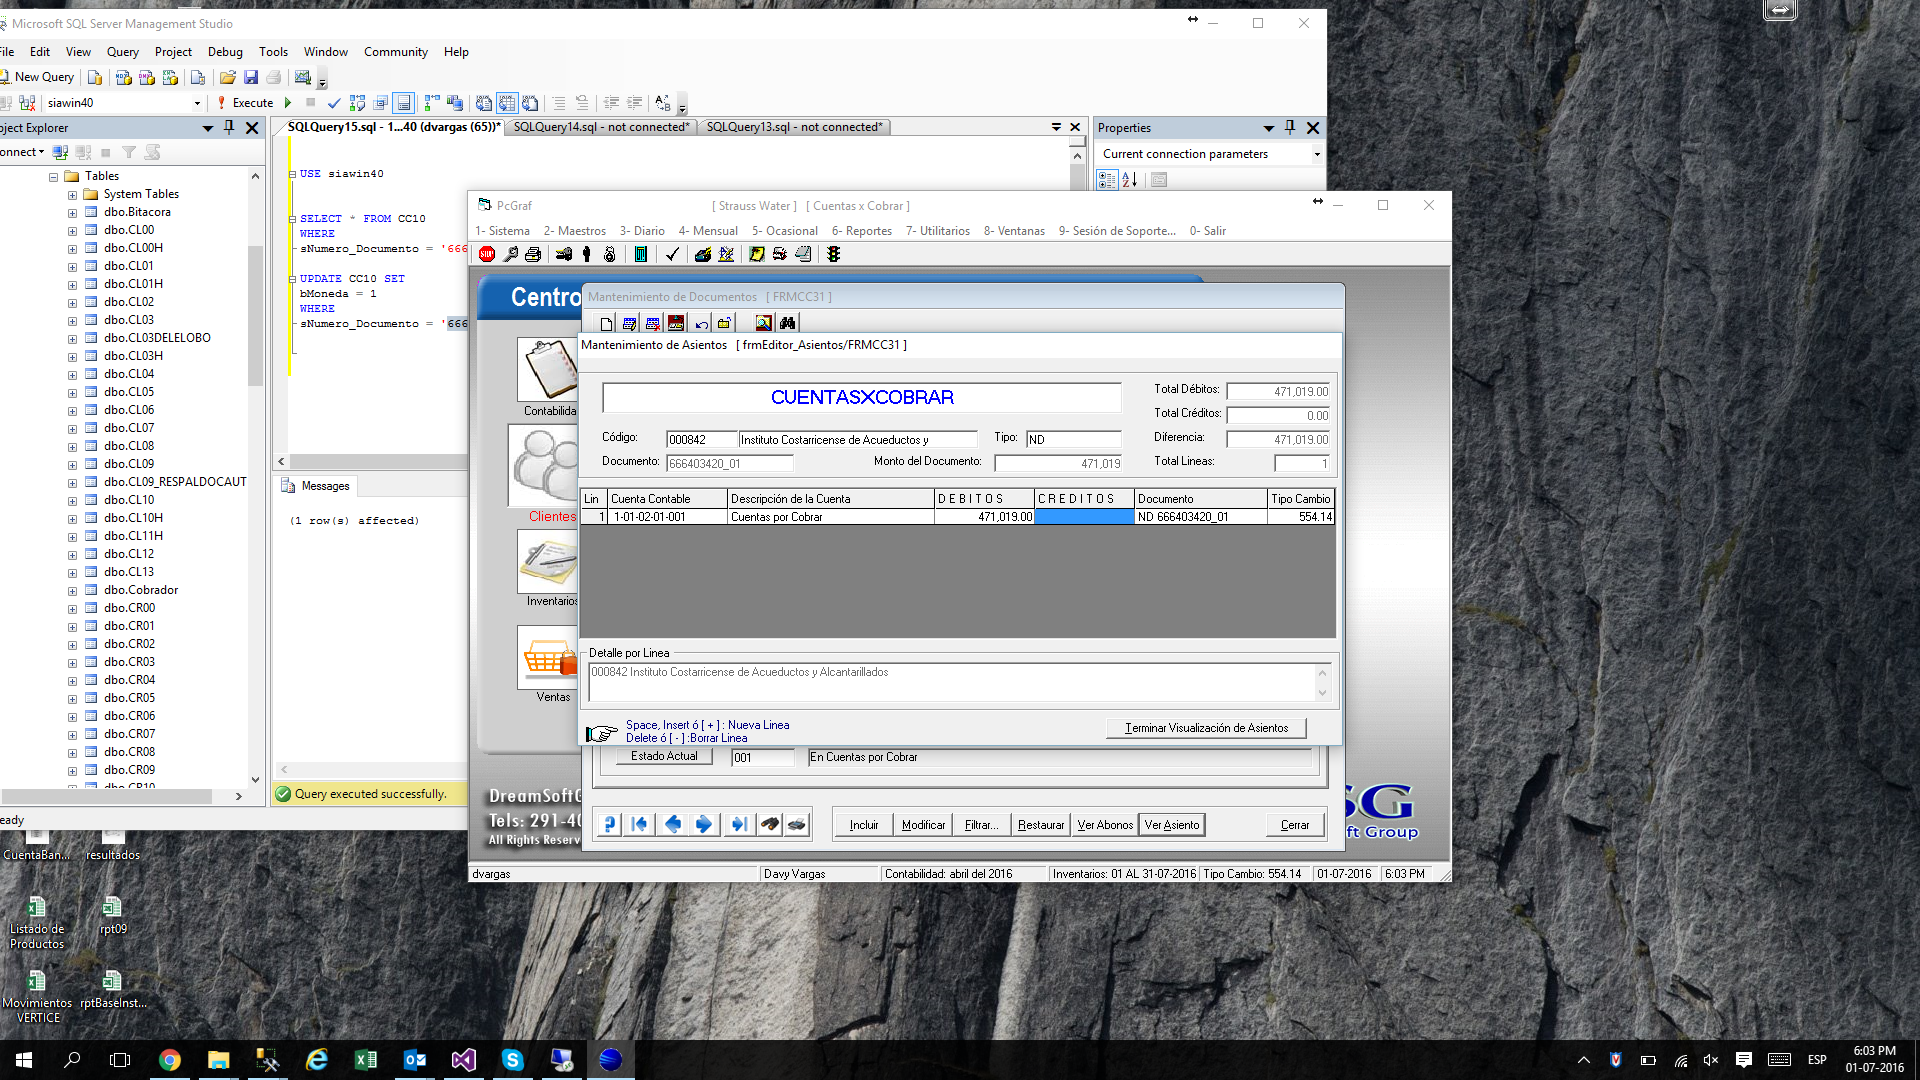 Microsoft SQL Server Management Studio
File Edit View Query Project Debug Tools Window Community Help
New Query
siawin40 Execute
ject Explorer
SQLQuery15.sql - 1...40 (dvargas (65))* SQLQuery14.sql - not connected* SQLQuery13.sql - not connected*
Properties
onnect
Current connection parameters
Tables
System Tables
dbo.Bitacora
dbo.CL00
dbo.CL00H
dbo.CL01
dbo.CL01H
dbo.CL02
dbo.CL03
dbo.CL03DELELOBO
dbo.CL03H
dbo.CL04
dbo.CL05
dbo.CL06
dbo.CL07
dbo.CL08
dbo.CL09
dbo.CL09_RESPALDOCAUT
dbo.CL10
dbo.CL10H
dbo.CL11H
dbo.CL12
dbo.CL13
dbo.Cobrador
dbo.CR00
dbo.CR01
dbo.CR02
dbo.CR03
dbo.CR04
dbo.CR05
dbo.CR06
dbo.CR07
dbo.CR08
dbo.CR09
dbo.CR10
USE siawin40
SELECT * FROM CC10
WHERE
sNumero_Documento = '666
UPDATE CC10 SET
bMoneda = 1
WHERE
sNumero_Documento = '666
Messages
(1 row(s) affected)
Query executed successfully.
eady
PcGraf [ Strauss Water ] [ Cuentas x Cobrar ]
1- Sistema 2- Maestros 3- Diario 4- Mensual 5- Ocasional 6- Reportes 7- Utilitarios 8- Ventanas 9- Sesión de Soporte... 0- Salir
STOP
Centro
Contabilida
Clientes
Inventarios
Ventas
DreamSoftG
Tels: 291-40
All Rights Reserv
SG
oft Group
Mantenimiento de Documentos [ FRMCC31 ]
Mantenimiento de Asientos [ frmEditor_Asientos/FRMCC31 ]
CUENTASXCOBRAR
Total Débitos: 471,019.00
Total Créditos: 0.00
Código: 000842 Instituto Costarricense de Acueductos y Tipo: ND Diferencia: 471,019.00
Documento: 666403420_01 Monto del Documento: 471,019 Total Lineas: 1
Lin Cuenta Contable Descripción de la Cuenta D E B I T O S C R E D I T O S Documento Tipo Cambio
1 1-01-02-01-001 Cuentas por Cobrar 471,019.00 ND 666403420_01 554.14
Detalle por Linea
000842 Instituto Costarricense de Acueductos y Alcantarillados
Space, Insert ó [ + ] : Nueva Linea
Delete ó [ - ] :Borrar Linea
Terminar Visualización de Asientos
Estado Actual 001 En Cuentas por Cobrar
Incluir Modificar Filtrar... Restaurar Ver Abonos Ver Asiento Cerrar
dvargas Davy Vargas Contabilidad: abril del 2016 Inventarios: 01 AL 31-07-2016 Tipo Cambio: 554.14 01-07-2016 6:03 PM
CuentaBan... resultados
Listado de Productos
rpt09
Movimientos VERTICE
rptBaseInst...
ESP
6:03 PM
01-07-2016